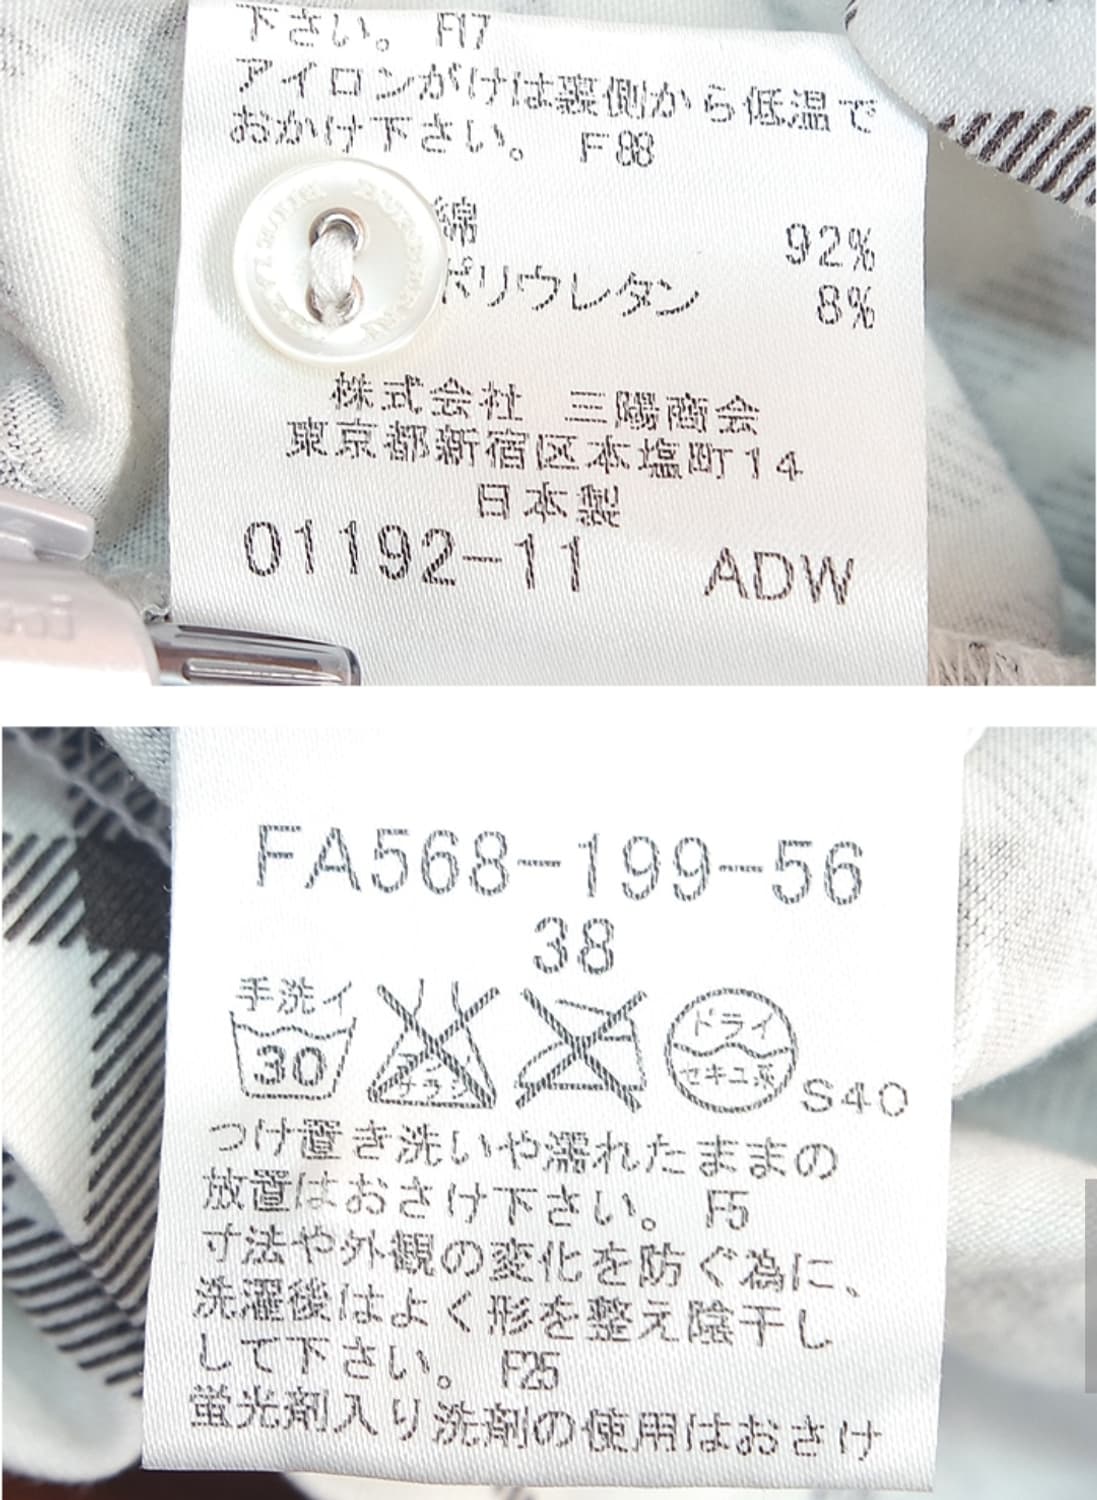 下さい。 F17
アイロンがけは裏側から低温で
おかけ下さい。 F88
綿 92%
ポリウレタン 8%
株式会社 三陽商会
東京都新宿区本塩町14
日本製
01192-11 ADW
FA568-199-56
38
手洗イ
30
エンソ
サラシ
ドライ
セキユ系
S40
つけ置き洗いや濡れたままの
放置はおさけ下さい。 F5
寸法や外観の変化を防ぐ為に、
洗濯後はよく形を整え陰干し
して下さい。 F25
蛍光剤入り洗剤の使用はおさけ